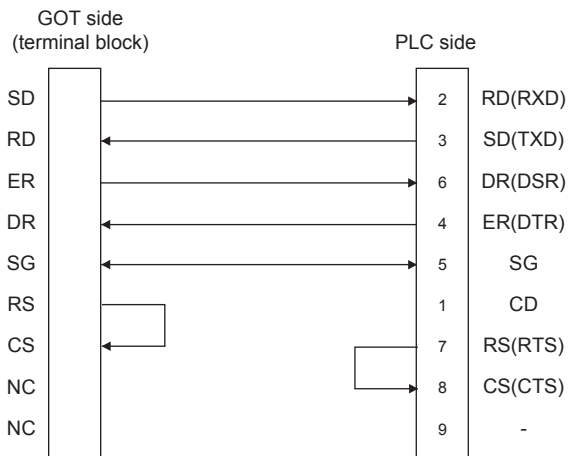 GOT side
(terminal block)
PLC side
SD 2 RD(RXD)
RD 3 SD(TXD)
ER 6 DR(DSR)
DR 4 ER(DTR)
SG 5 SG
RS 1 CD
CS 7 RS(RTS)
NC 8 CS(CTS)
NC 9 -